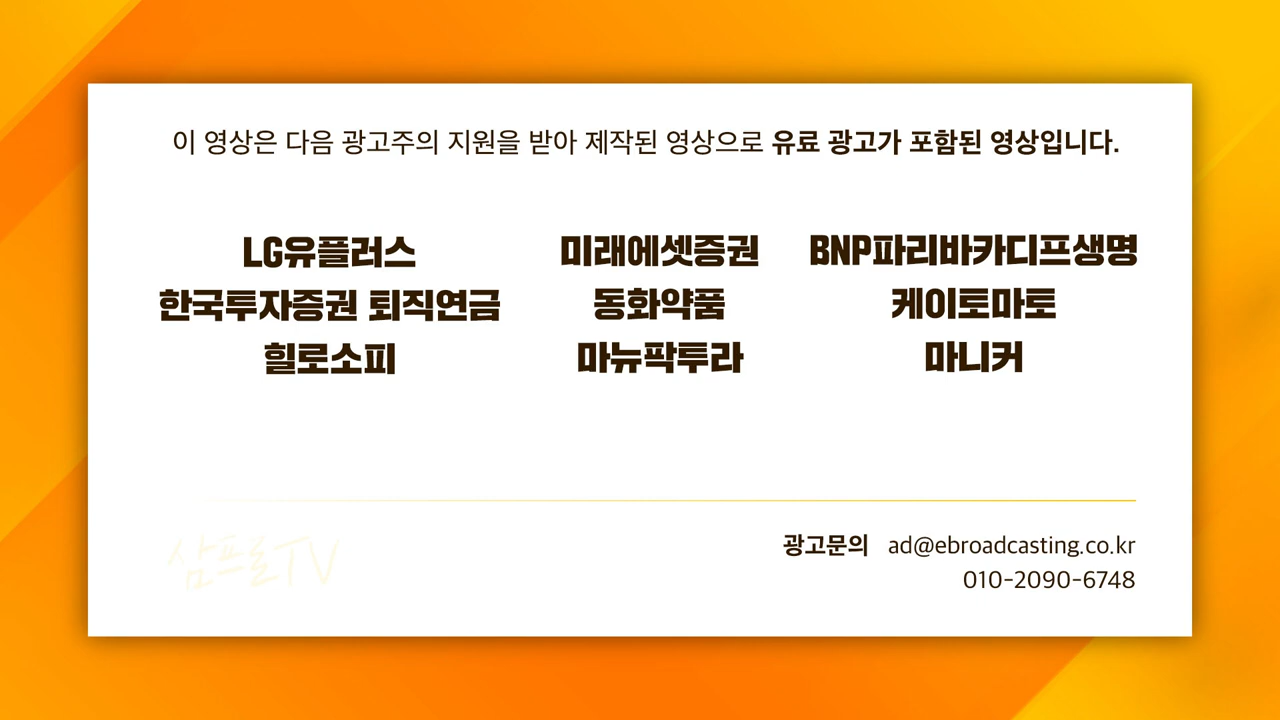 이 영상은 다음 광고주의 지원을 받아 제작된 영상으로 유료 광고가 포함된 영상입니다.
LG유플러스 미래에셋증권 BNP파리바카디프생명
한국투자증권 퇴직연금 동화약품 케이토마토
힐로소피 마뉴팍투라 마니커
삼프로TV
광고문의 ad@ebroadcasting.co.kr
010-2090-6748